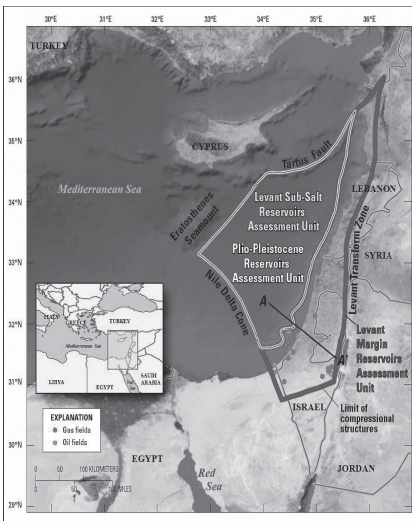 30°E 31°E 32°E 33°E 34°E 35°E 36°E
TURKEY
36°N
35°N
34°N
33°N
32°N
31°N
30°N
29°N
CYPRUS
Tartus Fault
Mediterranean Sea
Eratosthenes
Seamount
Levant Sub-Salt
Reservoirs
Assessment Unit
Plio-Pleistocene
Reservoirs
Assessment Unit
Nile Delta Cone
LEBANON
SYRIA
Levant Transform Zone
A
A'
Levant
Margin
Reservoirs
Assessment
Unit
Limit of
compressional
structures
ISRAEL
JORDAN
EGYPT
Red
Sea
ITALY
GREECE
TURKEY
Mediterranean Sea
LIBYA
EGYPT
SAUDI
ARABIA
Red
Sea
EXPLANATION
Gas fields
Oil fields
0 50 100 KILOMETERS
0 50 100 MILES